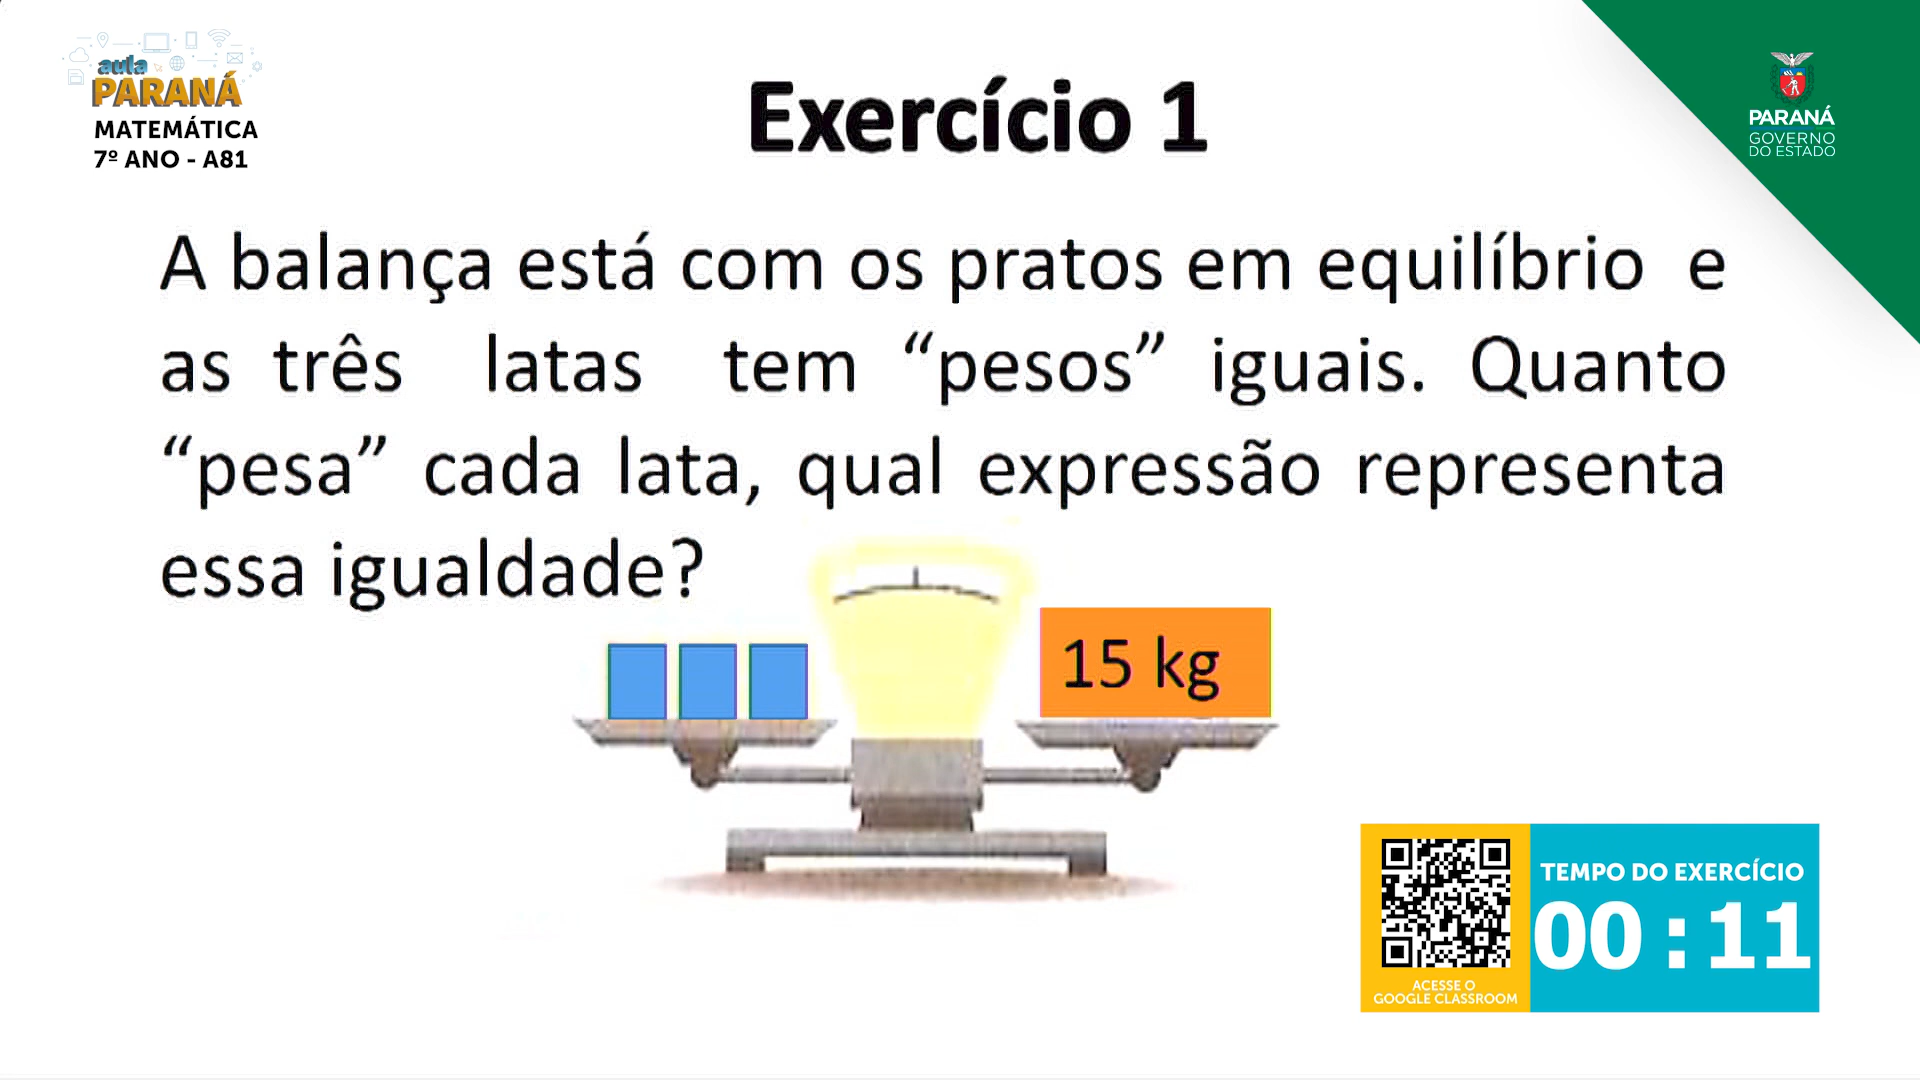 aula
PARANÁ
MATEMÁTICA
7º ANO - A81
Exercício 1
PARANÁ
GOVERNO
DO ESTADO
A balança está com os pratos em equilíbrio e
as três latas tem “pesos” iguais. Quanto
“pesa” cada lata, qual expressão representa
essa igualdade?
15 kg
TEMPO DO EXERCÍCIO
00 : 11
ACESSE O
GOOGLE CLASSROOM